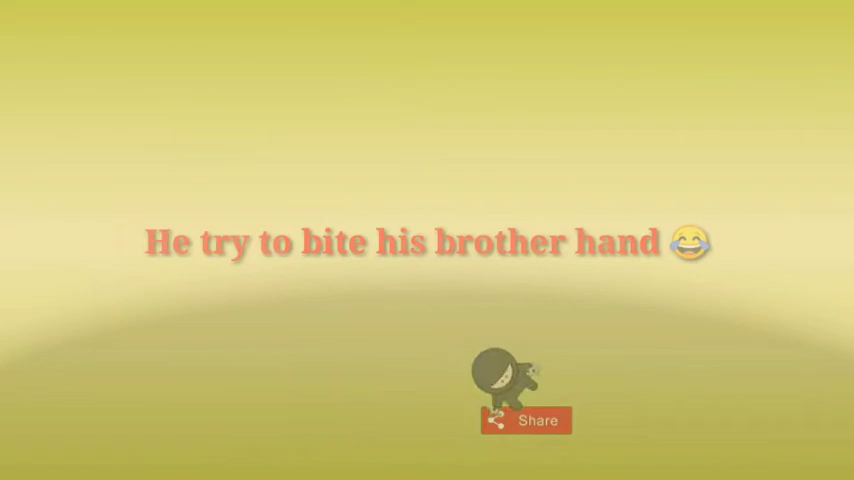 He try to bite his brother hand 😂
Share